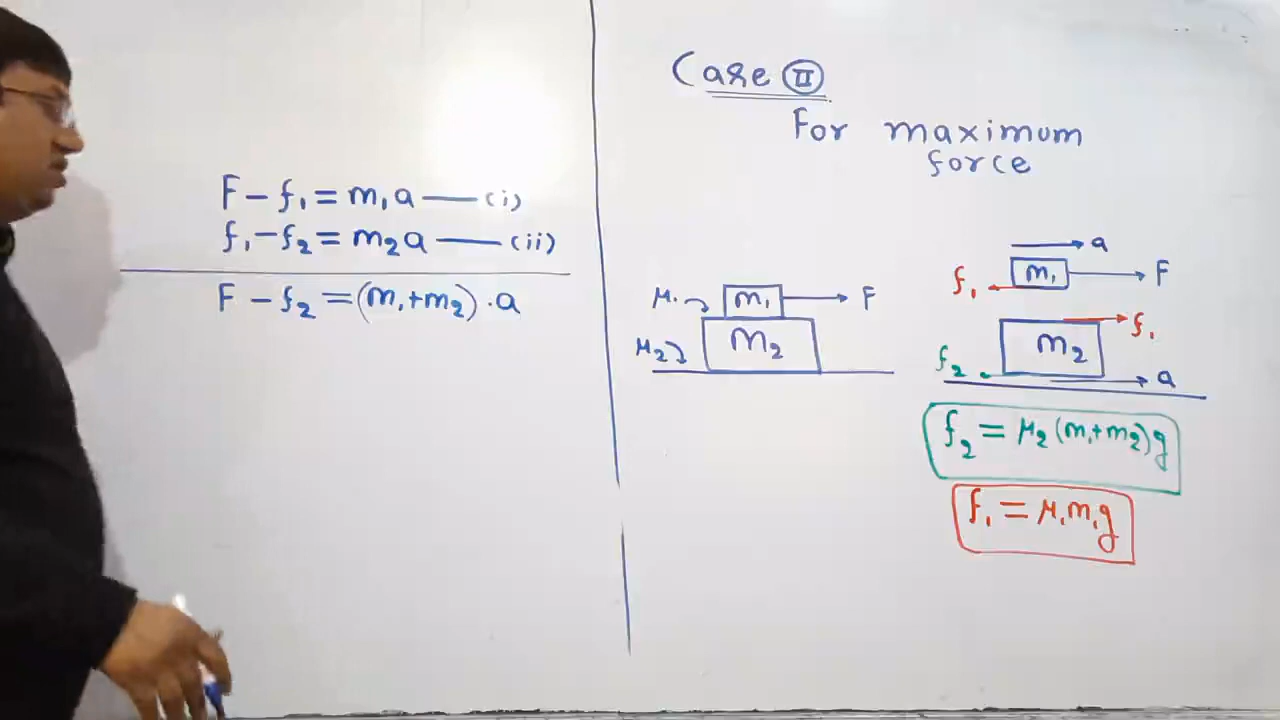 F - f₁ = m₁a —— (i)
f₁ - f₂ = m₂a —— (ii)
F - f₂ = (m₁+m₂).a
Case II
For maximum
force
μ₁
m₁
F
μ₂
m₂
a
f₁
m₁
F
f₁
m₂
f₂
a
f₂ = μ₂(m₁+m₂)g
f₁ = μ₁m₁g